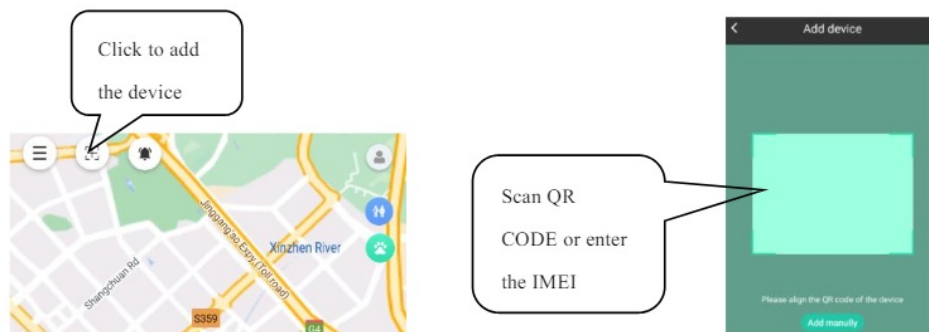 Click to add
the device
Jinggang'ao Expy (Toll road)
Xinzhen River
Shangchuan Rd
S359
G4
Add device
Scan QR
CODE or enter
the IMEI
Please align the QR code of the device
Add manully